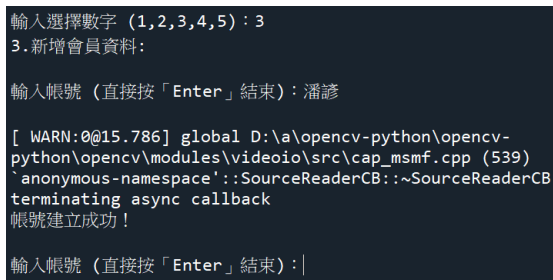 輸入選擇數字 (1,2,3,4,5)：3
3.新增會員資料:
輸入帳號 (直接按「Enter」結束)：潘諺
[ WARN:0@15.786] global D:\a\opencv-python\opencv-
python\opencv\modules\videoio\src\cap_msmf.cpp (539)
`anonymous-namespace'::SourceReaderCB::~SourceReaderCB
terminating async callback
帳號建立成功！
輸入帳號 (直接按「Enter」結束)：